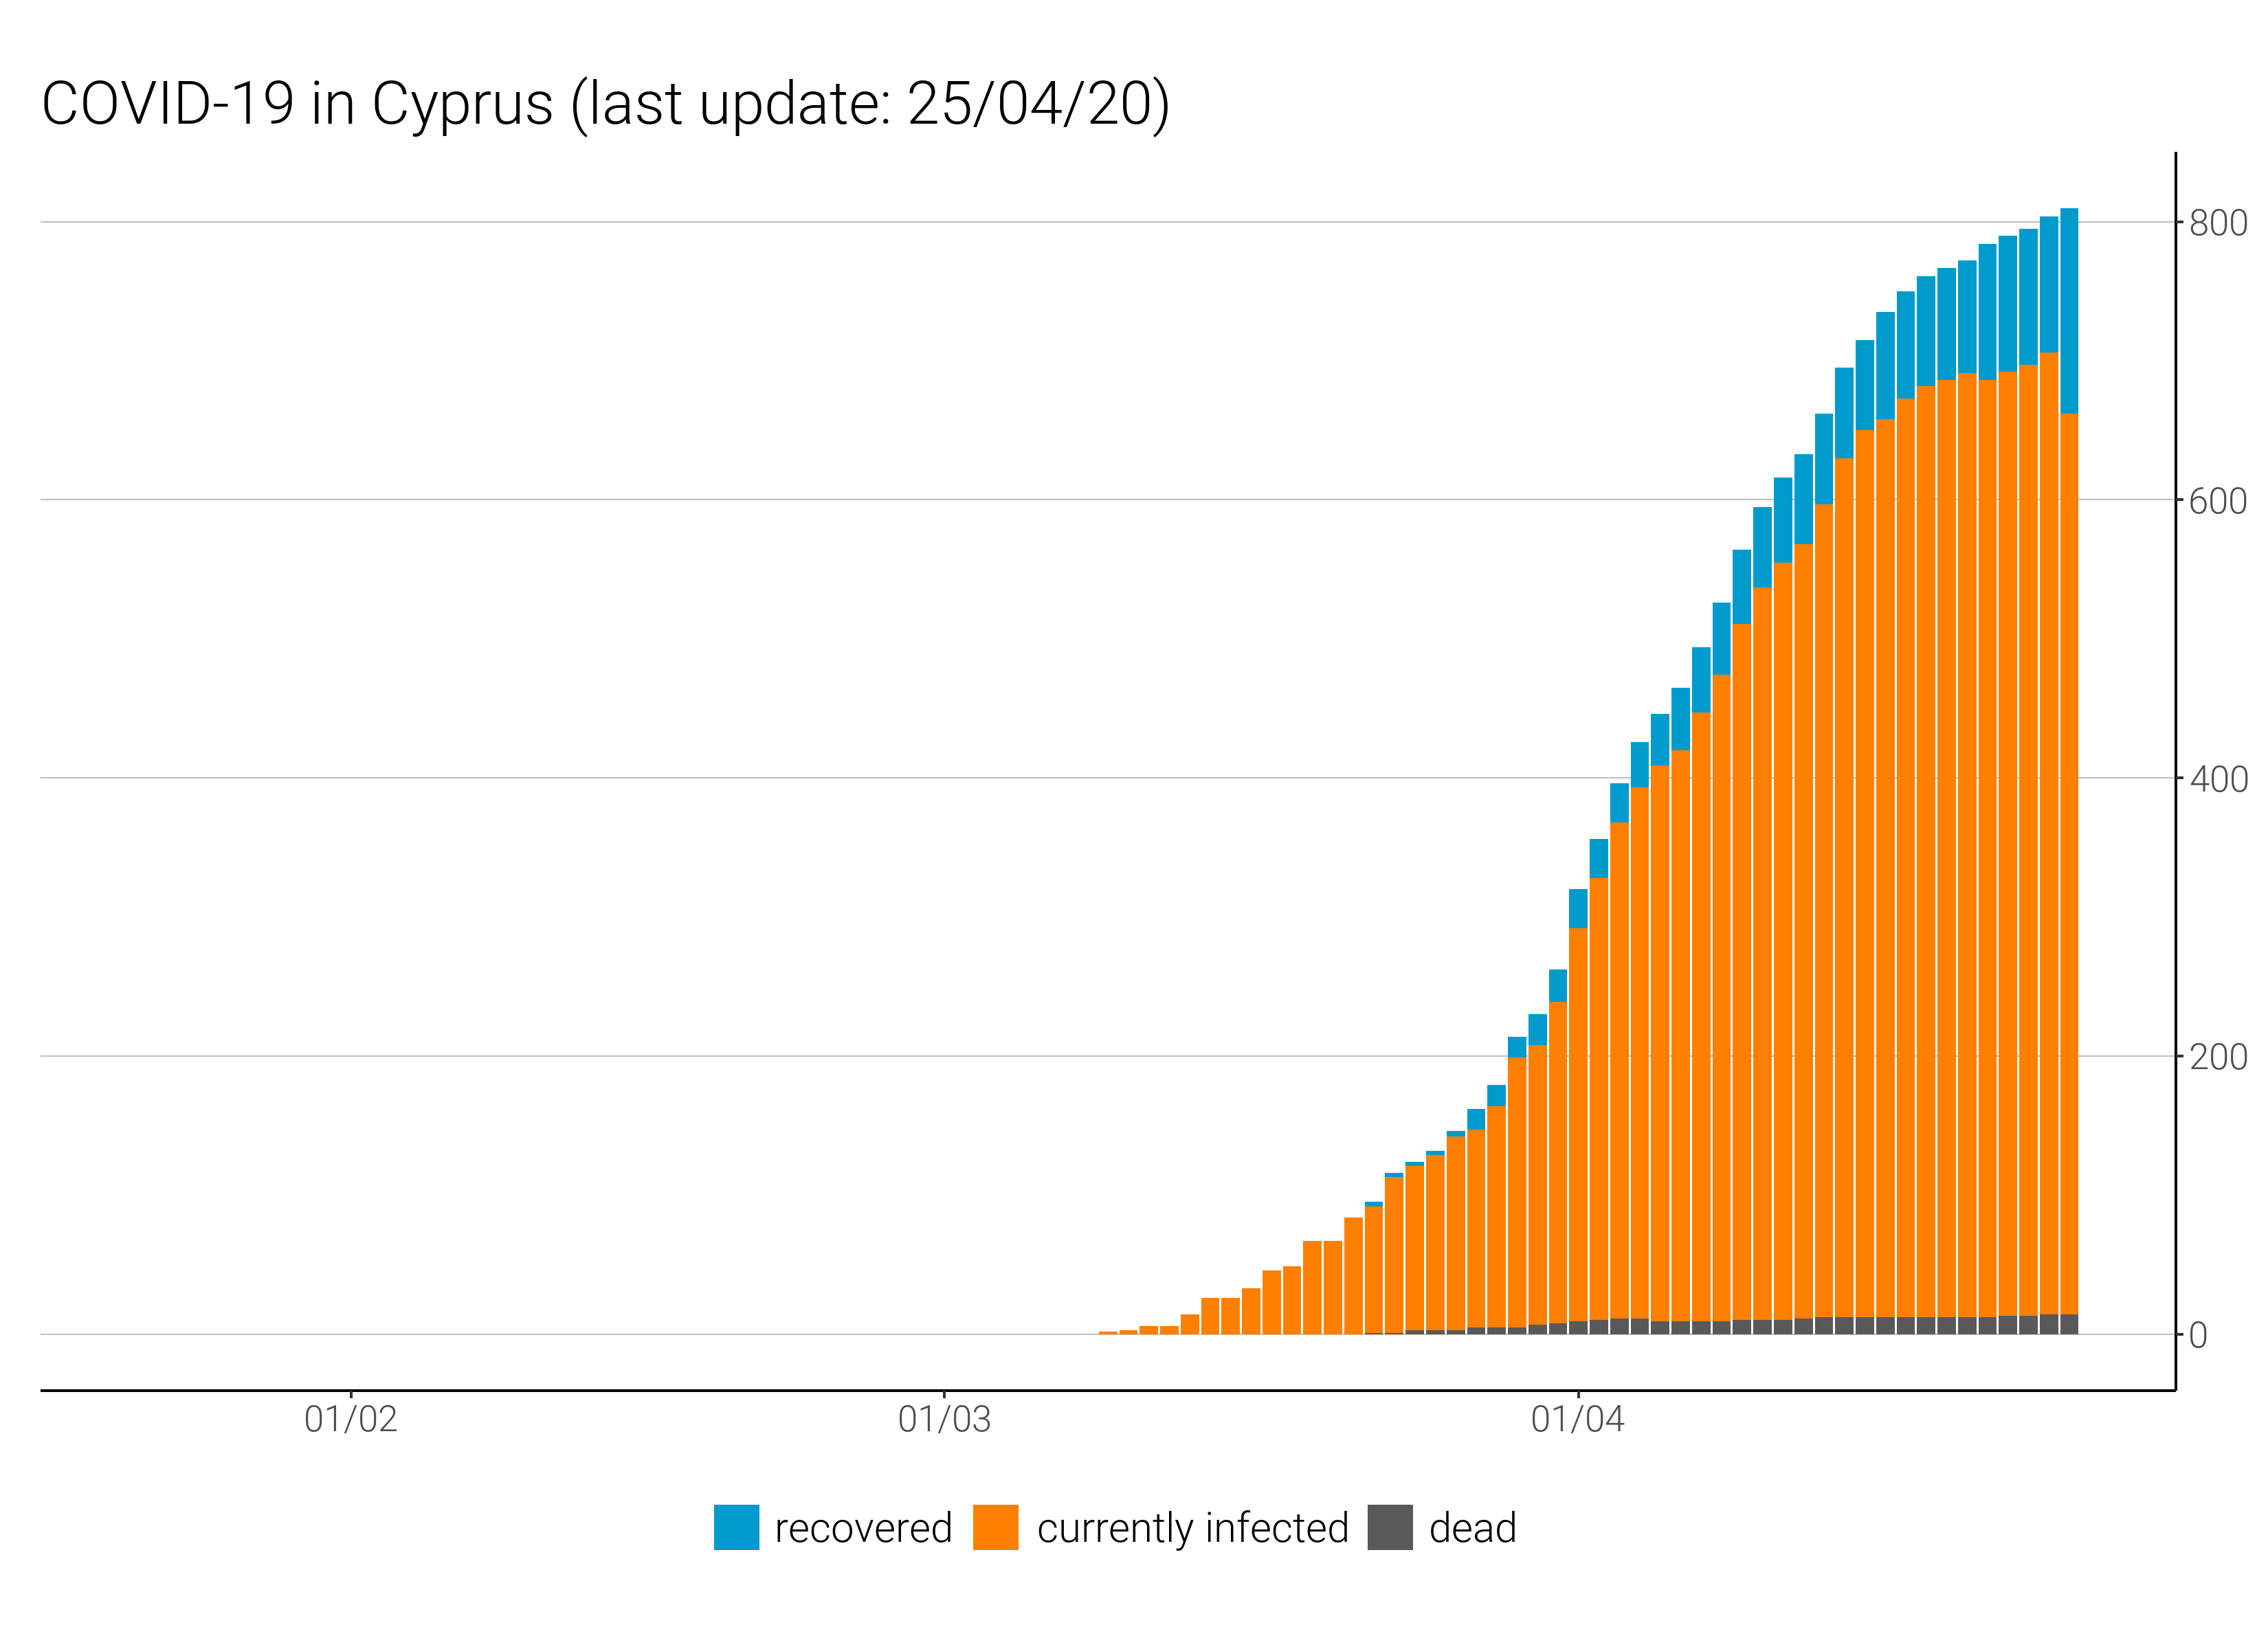 COVID-19 in Cyprus (last update: 25/04/20)
800
600
400
200
0
01/02 01/03 01/04
recovered currently infected dead